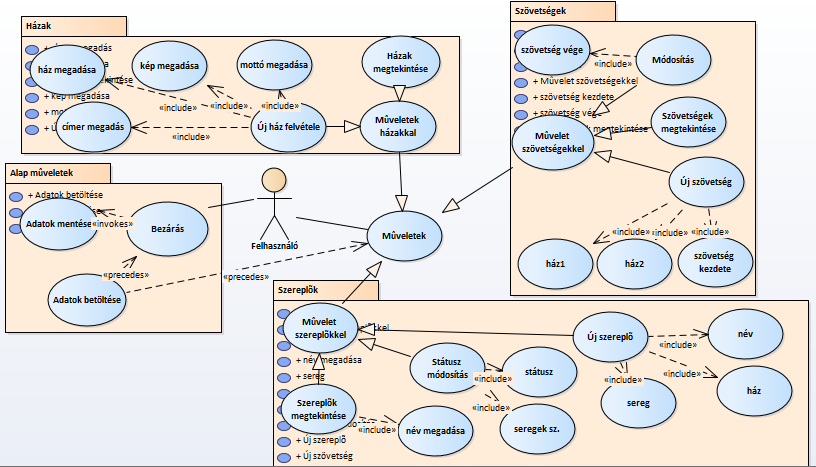 Házak
ház megadása
kép megadása
mottó megadása
Házak
megtekintése
+ kép megadása
címer megadás
«include»
«include»
«include»
«include»
Új ház felvétele
Műveletek
házakkal
Szövetségek
szövetség vége
«include»
Módosítás
+ Művelet szövetségekkel
+ szövetség kezdete
+ szövetség vége
Művelet
szövetségekkel
Szövetségek
megtekintése
Új szövetség
«include»
«include»
«include»
ház1
ház2
szövetség
kezdete
Alap műveletek
+ Adatok betöltése
Adatok mentése
«invokes»
Bezárás
«precedes»
Adatok betöltése
Felhasználó
Műveletek
«precedes»
Szereplők
Művelet
szereplőkkel
+ név megadása
+ sereg
Szereplők
megtekintése
+ Új szereplő
+ Új szövetség
«include»
név megadása
Státusz
módosítás
«include»
státusz
«include»
seregek sz.
Új szereplő
«include»
név
«include»
ház
«include»
sereg